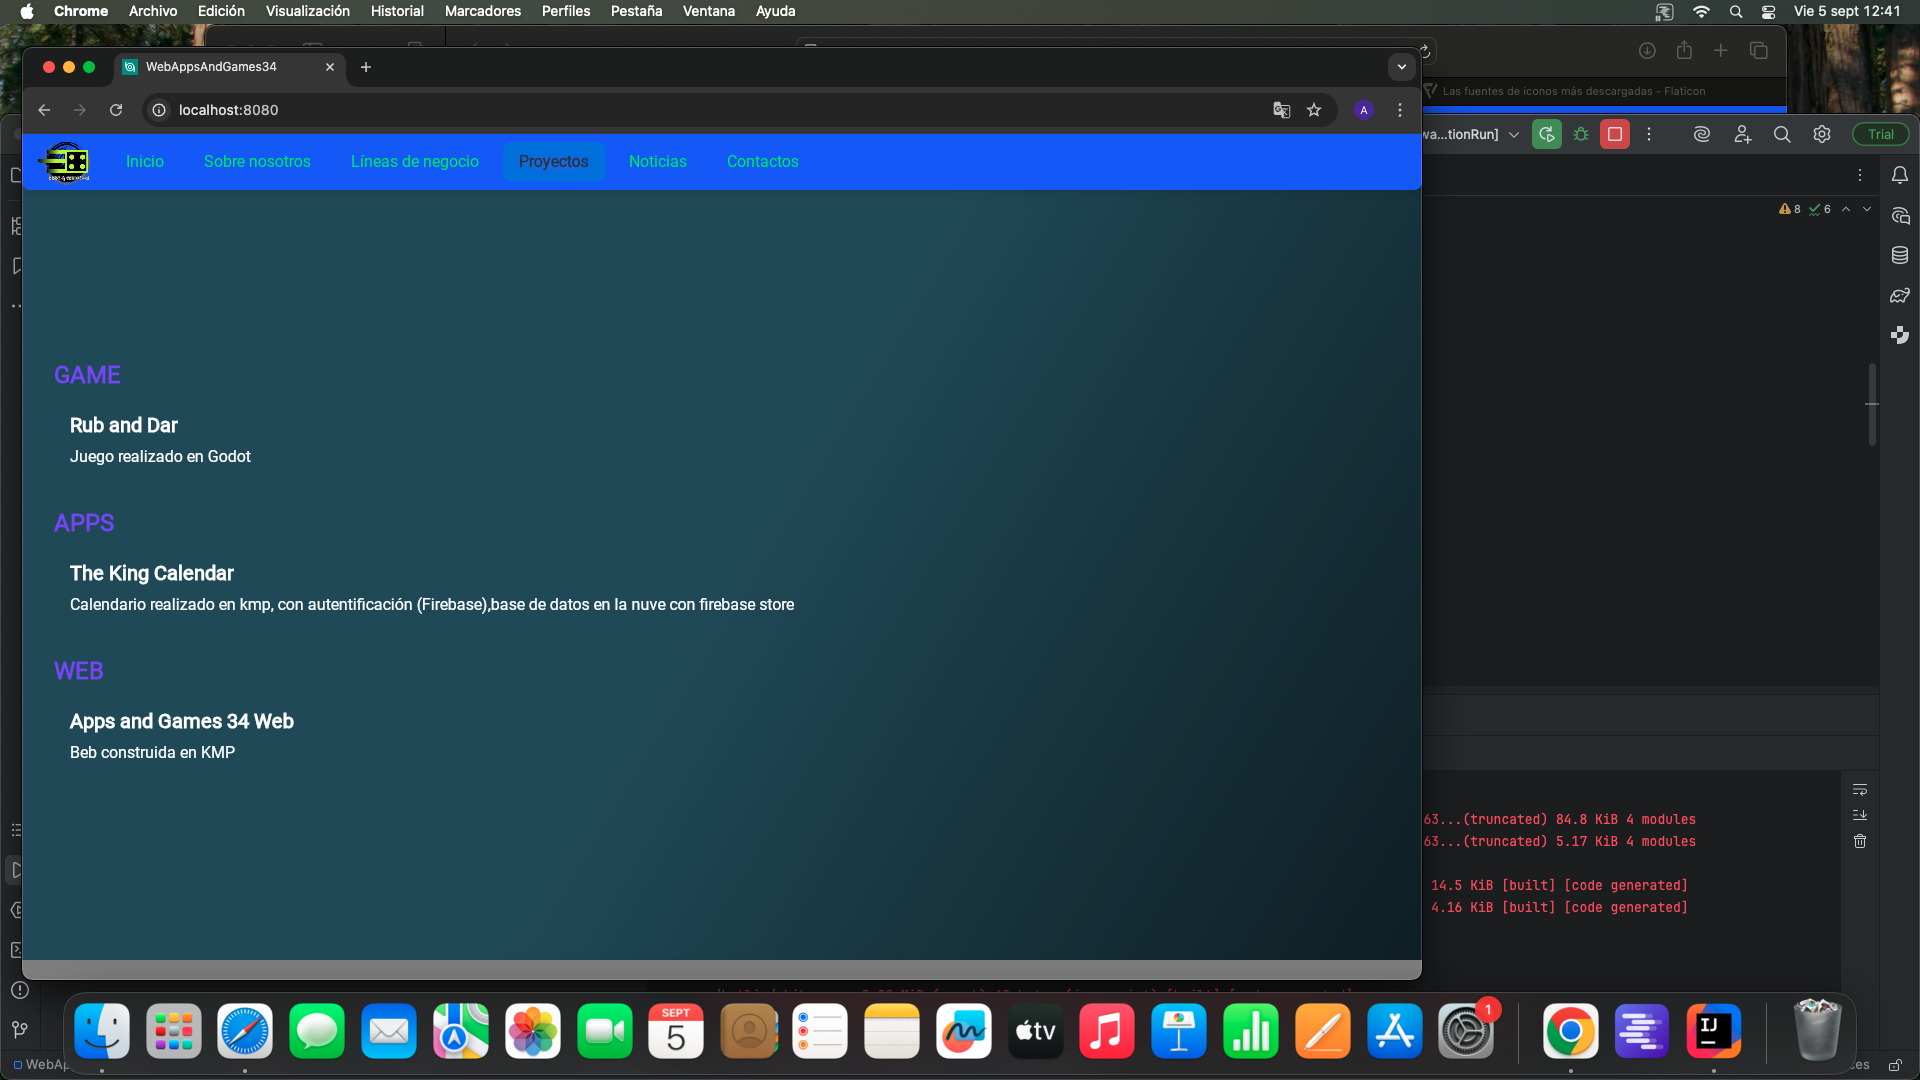 Chrome Archivo Edición Visualización Historial Marcadores Perfiles Pestaña Ventana Ayuda Vie 5 sept 12:41
WebAppsAndGames34
Las fuentes de iconos más descargadas - Flaticon
localhost:8080
A
wa...tionRun]
Trial
Inicio Sobre nosotros Líneas de negocio Proyectos Noticias Contactos
8 6
GAME
Rub and Dar
Juego realizado en Godot
APPS
The King Calendar
Calendario realizado en kmp, con autentificación (Firebase),base de datos en la nuve con firebase store
WEB
Apps and Games 34 Web
Beb construida en KMP
63...(truncated) 84.8 KiB 4 modules
63...(truncated) 5.17 KiB 4 modules
14.5 KiB [built] [code generated]
4.16 KiB [built] [code generated]
SEPT
5
tv
1
IJ
WebAp
es